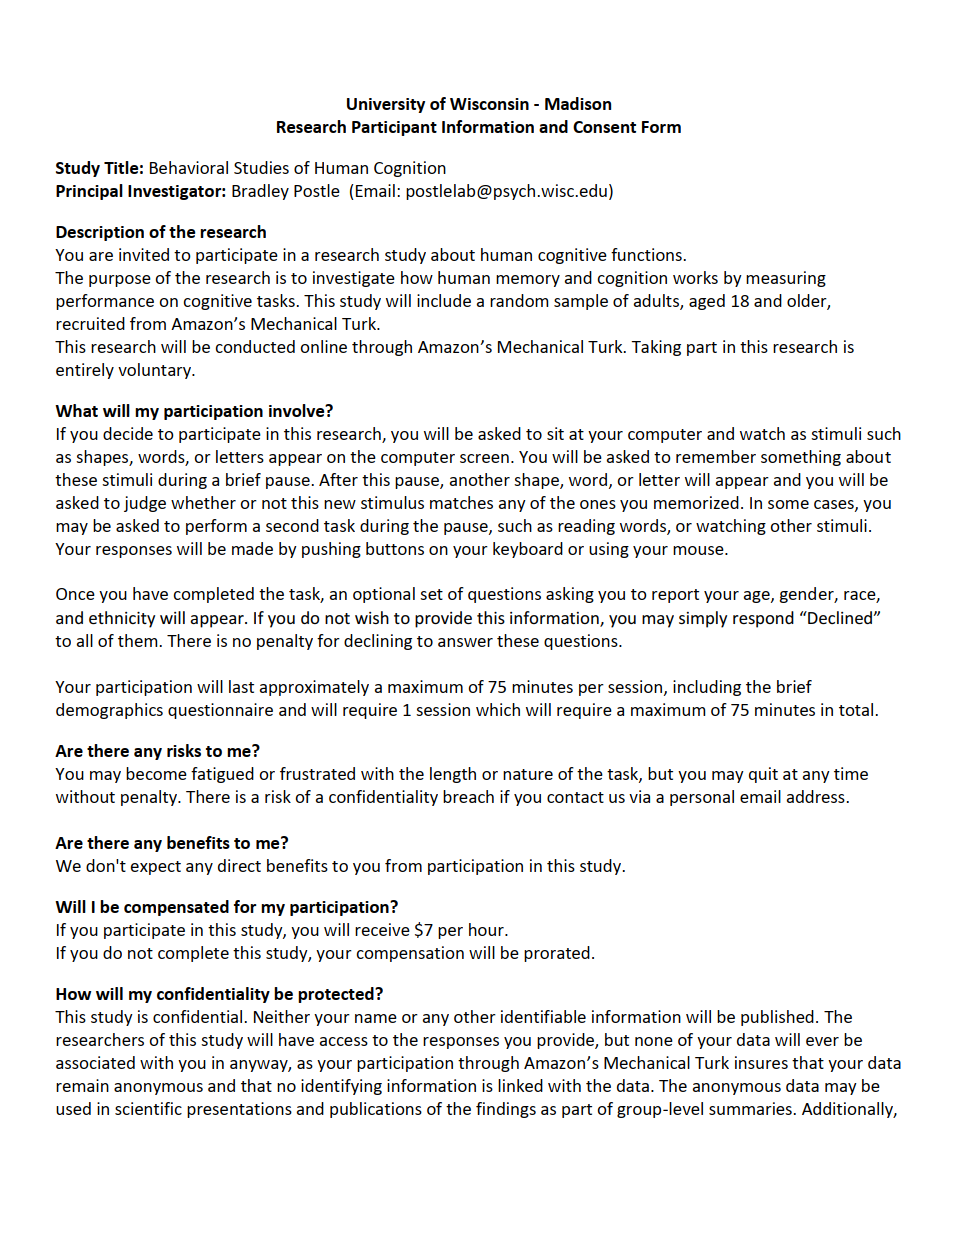 University of Wisconsin - Madison
Research Participant Information and Consent Form
Study Title: Behavioral Studies of Human Cognition
Principal Investigator: Bradley Postle  (Email: postlelab@psych.wisc.edu)
Description of the research
You are invited to participate in a research study about human cognitive functions.
The purpose of the research is to investigate how human memory and cognition works by measuring
performance on cognitive tasks. This study will include a random sample of adults, aged 18 and older,
recruited from Amazon’s Mechanical Turk.
This research will be conducted online through Amazon’s Mechanical Turk. Taking part in this research is
entirely voluntary.
What will my participation involve?
If you decide to participate in this research, you will be asked to sit at your computer and watch as stimuli such
as shapes, words, or letters appear on the computer screen. You will be asked to remember something about
these stimuli during a brief pause. After this pause, another shape, word, or letter will appear and you will be
asked to judge whether or not this new stimulus matches any of the ones you memorized. In some cases, you
may be asked to perform a second task during the pause, such as reading words, or watching other stimuli.
Your responses will be made by pushing buttons on your keyboard or using your mouse.
Once you have completed the task, an optional set of questions asking you to report your age, gender, race,
and ethnicity will appear. If you do not wish to provide this information, you may simply respond “Declined”
to all of them. There is no penalty for declining to answer these questions.
Your participation will last approximately a maximum of 75 minutes per session, including the brief
demographics questionnaire and will require 1 session which will require a maximum of 75 minutes in total.
Are there any risks to me?
You may become fatigued or frustrated with the length or nature of the task, but you may quit at any time
without penalty. There is a risk of a confidentiality breach if you contact us via a personal email address.
Are there any benefits to me?
We don't expect any direct benefits to you from participation in this study.
Will I be compensated for my participation?
If you participate in this study, you will receive $7 per hour.
If you do not complete this study, your compensation will be prorated.
How will my confidentiality be protected?
This study is confidential. Neither your name or any other identifiable information will be published. The
researchers of this study will have access to the responses you provide, but none of your data will ever be
associated with you in anyway, as your participation through Amazon’s Mechanical Turk insures that your data
remain anonymous and that no identifying information is linked with the data. The anonymous data may be
used in scientific presentations and publications of the findings as part of group-level summaries. Additionally,